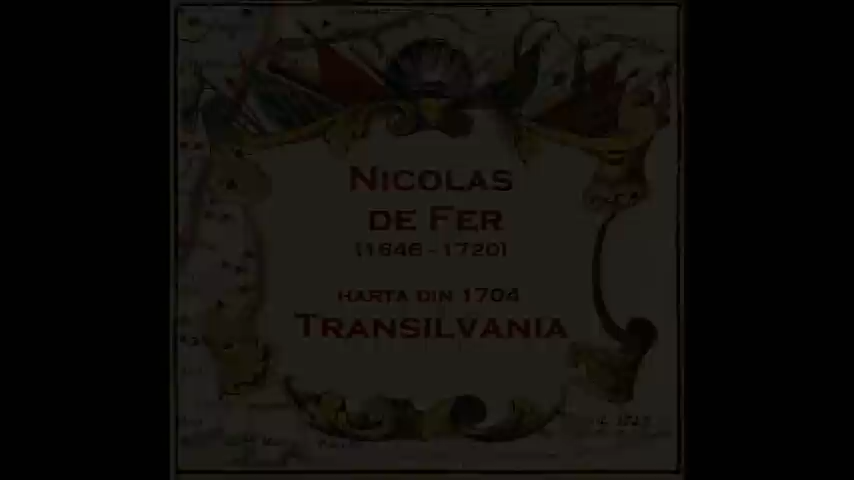 NICOLAS
DE FER
(1646 - 1720)
HARTA DIN 1704
TRANSILVANIA